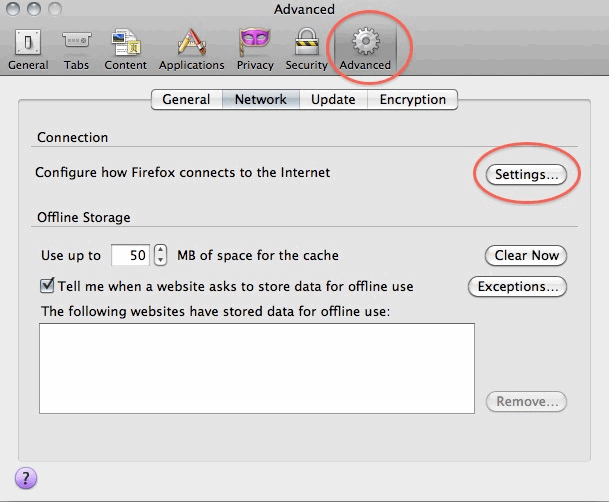 Advanced
General Tabs Content Applications Privacy Security Advanced
General Network Update Encryption
Connection
Configure how Firefox connects to the Internet Settings...
Offline Storage
Use up to 50 MB of space for the cache Clear Now
Tell me when a website asks to store data for offline use Exceptions...
The following websites have stored data for offline use:
Remove...
?